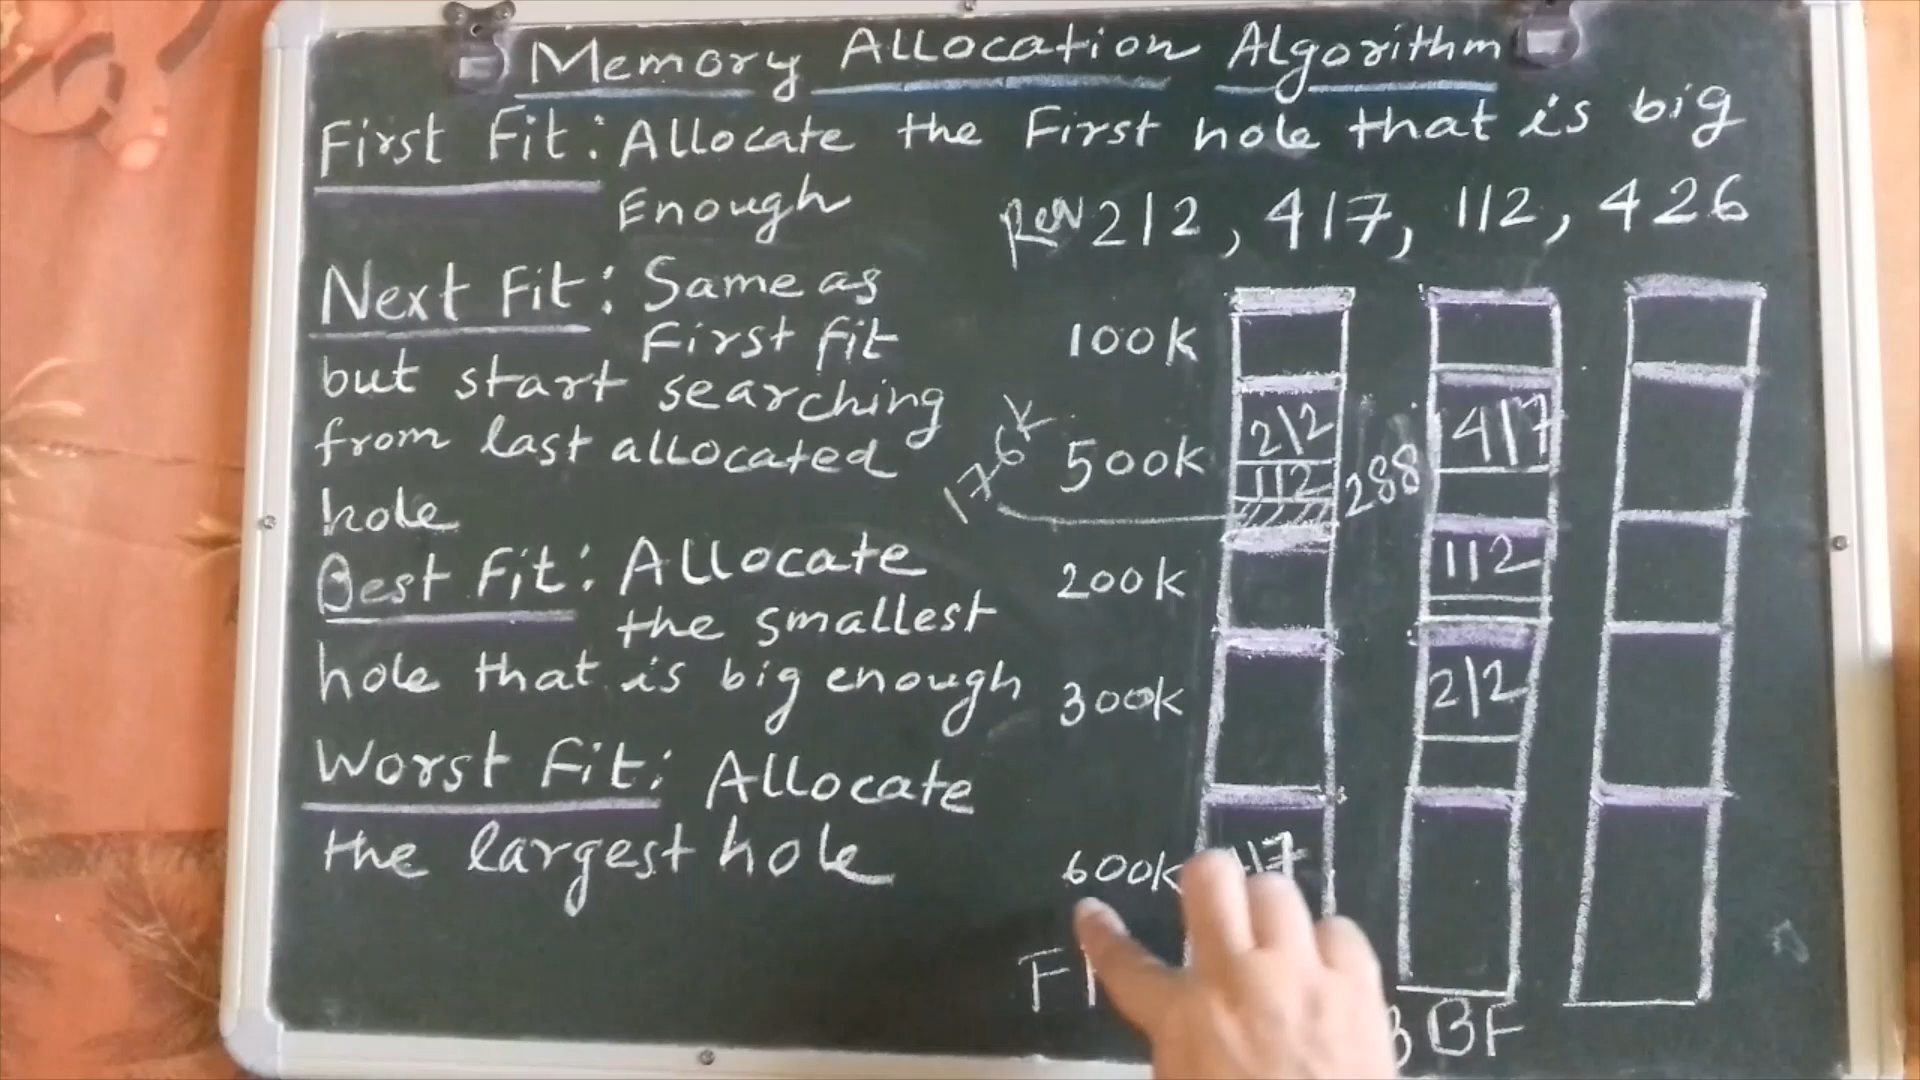 Memory Allocation Algorithm
First Fit: Allocate the First hole that is big
Enough
212, 417, 112, 426
Next Fit: Same as
First fit
but start searching
from last allocated
hole
Best Fit: Allocate
the smallest
hole that is big enough
Worst Fit: Allocate
the largest hole
100k
176K
500k
212
112
288
417
200k
112
300k
212
600k
BF